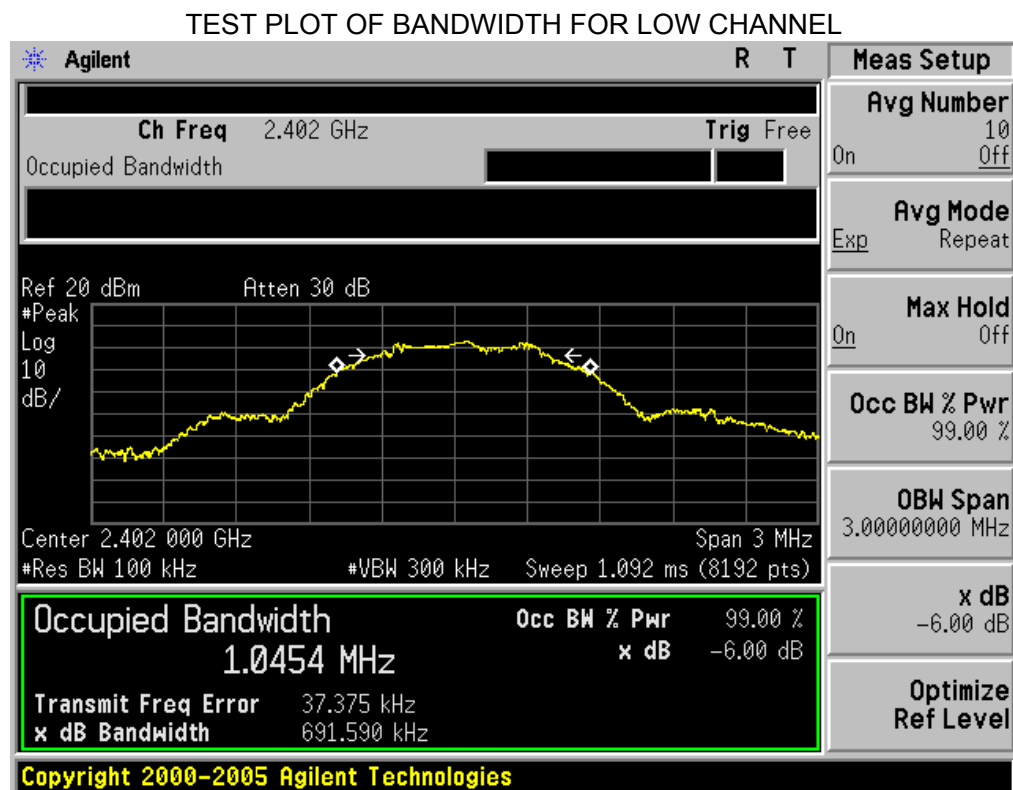 TEST PLOT OF BANDWIDTH FOR LOW CHANNEL
Agilent R T
Ch Freq 2.402 GHz Trig Free
Occupied Bandwidth
Ref 20 dBm Atten 30 dB
#Peak
Log
10
dB/
Center 2.402 000 GHz Span 3 MHz
#Res BW 100 kHz #VBW 300 kHz Sweep 1.092 ms (8192 pts)
Occupied Bandwidth Occ BW % Pwr 99.00 %
1.0454 MHz x dB -6.00 dB
Transmit Freq Error 37.375 kHz
x dB Bandwidth 691.590 kHz
Copyright 2000-2005 Agilent Technologies
Meas Setup
Avg Number
10
On Off
Avg Mode
Exp Repeat
Max Hold
On Off
Occ BW % Pwr
99.00 %
OBW Span
3.00000000 MHz
x dB
-6.00 dB
Optimize
Ref Level